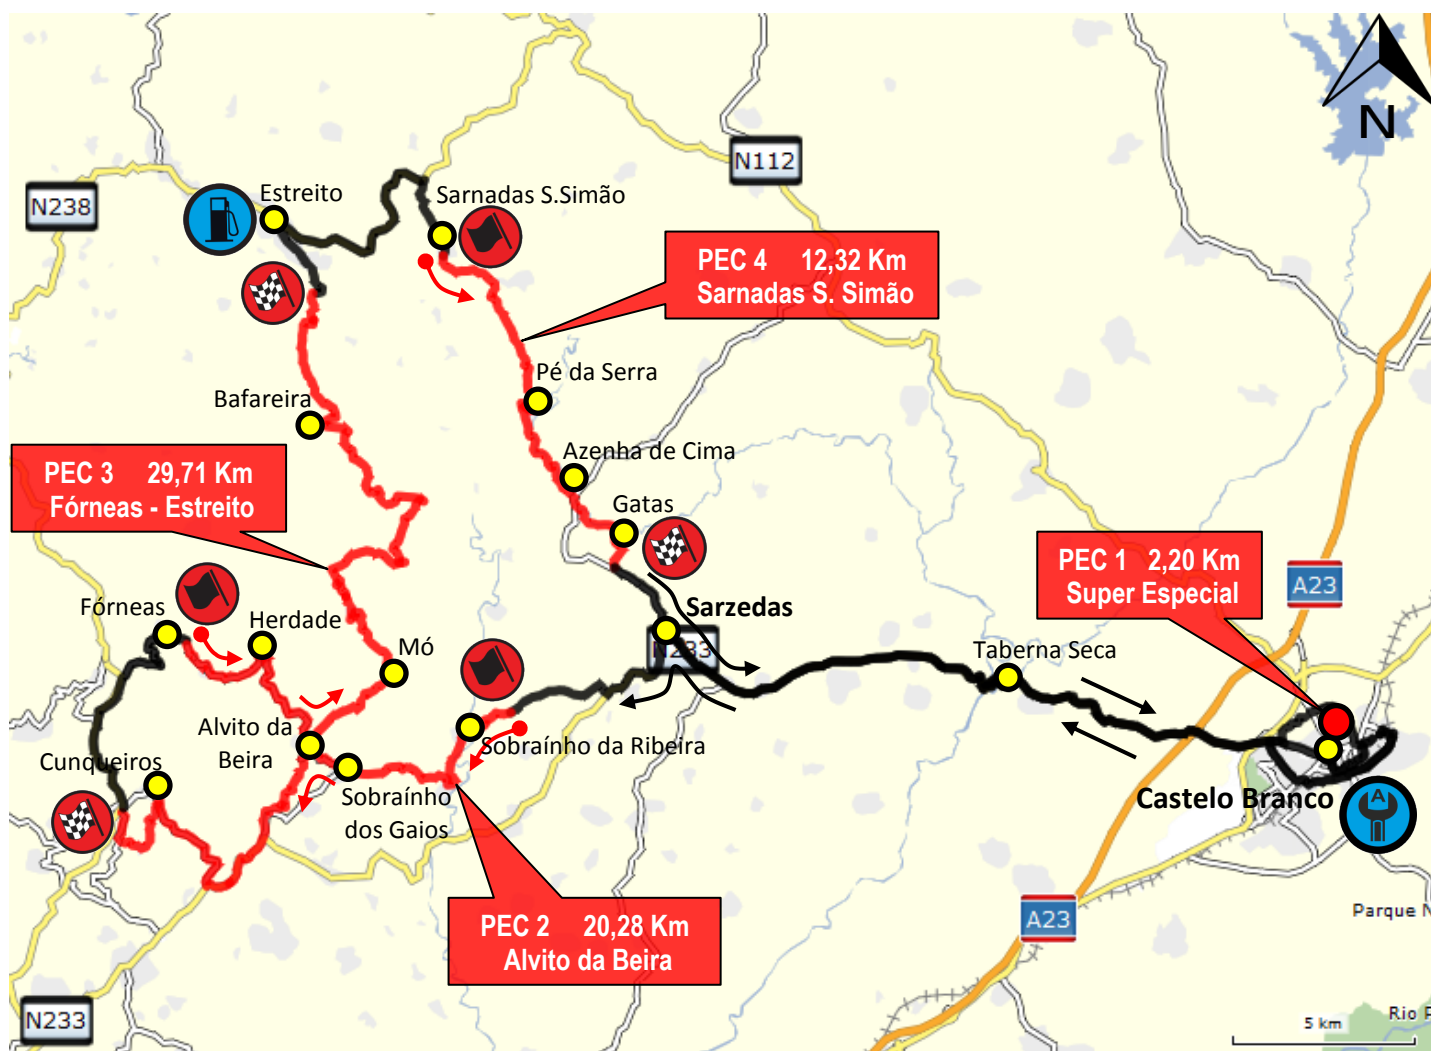 N
N112
N238
Estreito
Sarnadas S.Simão
PEC 4 12,32 Km
Sarnadas S. Simão
Pé da Serra
Bafareira
Azenha de Cima
PEC 3 29,71 Km
Fórneas - Estreito
Gatas
PEC 1 2,20 Km
Super Especial
A23
Fórneas
Herdade
Sarzedas
Mó
N233
Taberna Seca
Alvito da
Beira
Sobraínho da Ribeira
Cunqueiros
Sobraínho
dos Gaios
Castelo Branco
A
PEC 2 20,28 Km
Alvito da Beira
A23
Parque N
N233
5 km
Rio P